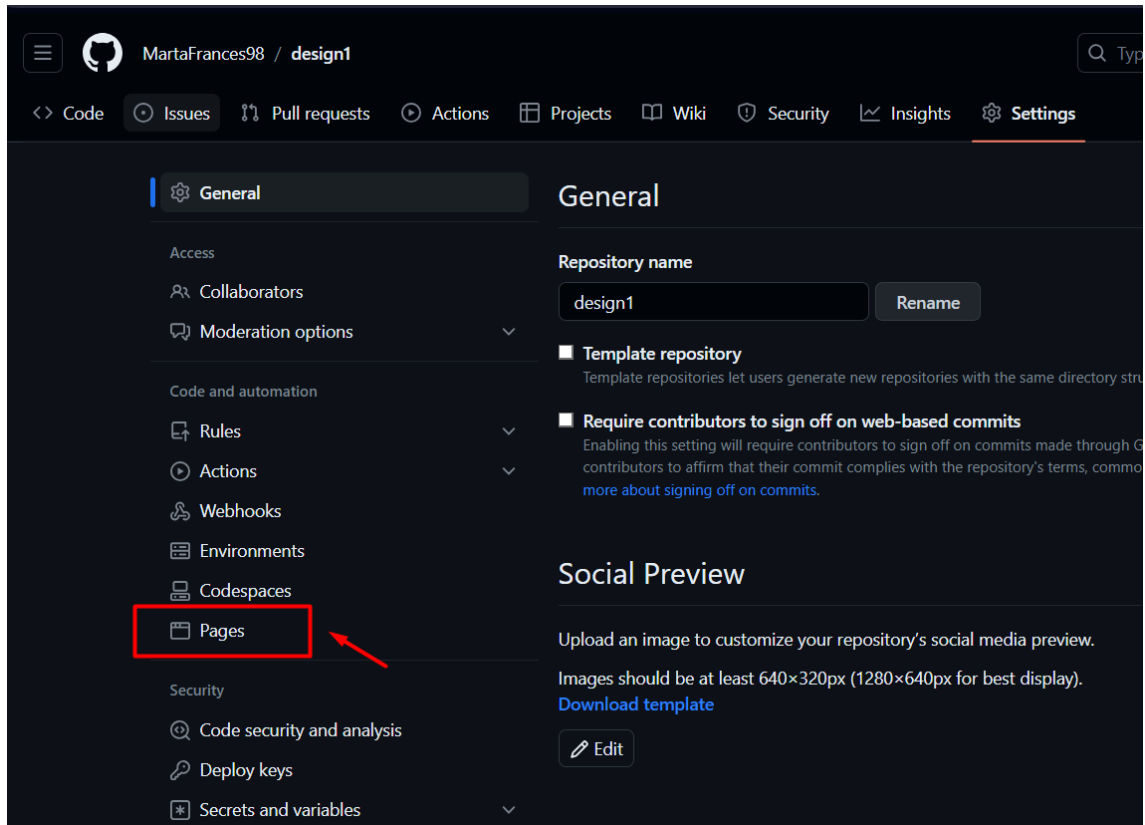 MartaFrances98 / design1
Typ
Code Issues Pull requests Actions Projects Wiki Security Insights Settings
General
Access
Collaborators
Moderation options
Code and automation
Rules
Actions
Webhooks
Environments
Codespaces
Pages
Security
Code security and analysis
Deploy keys
Secrets and variables
General
Repository name
design1 Rename
Template repository
Template repositories let users generate new repositories with the same directory stru
Require contributors to sign off on web-based commits
Enabling this setting will require contributors to sign off on commits made through G
contributors to affirm that their commit complies with the repository's terms, commo
more about signing off on commits.
Social Preview
Upload an image to customize your repository's social media preview.
Images should be at least 640×320px (1280×640px for best display).
Download template
Edit